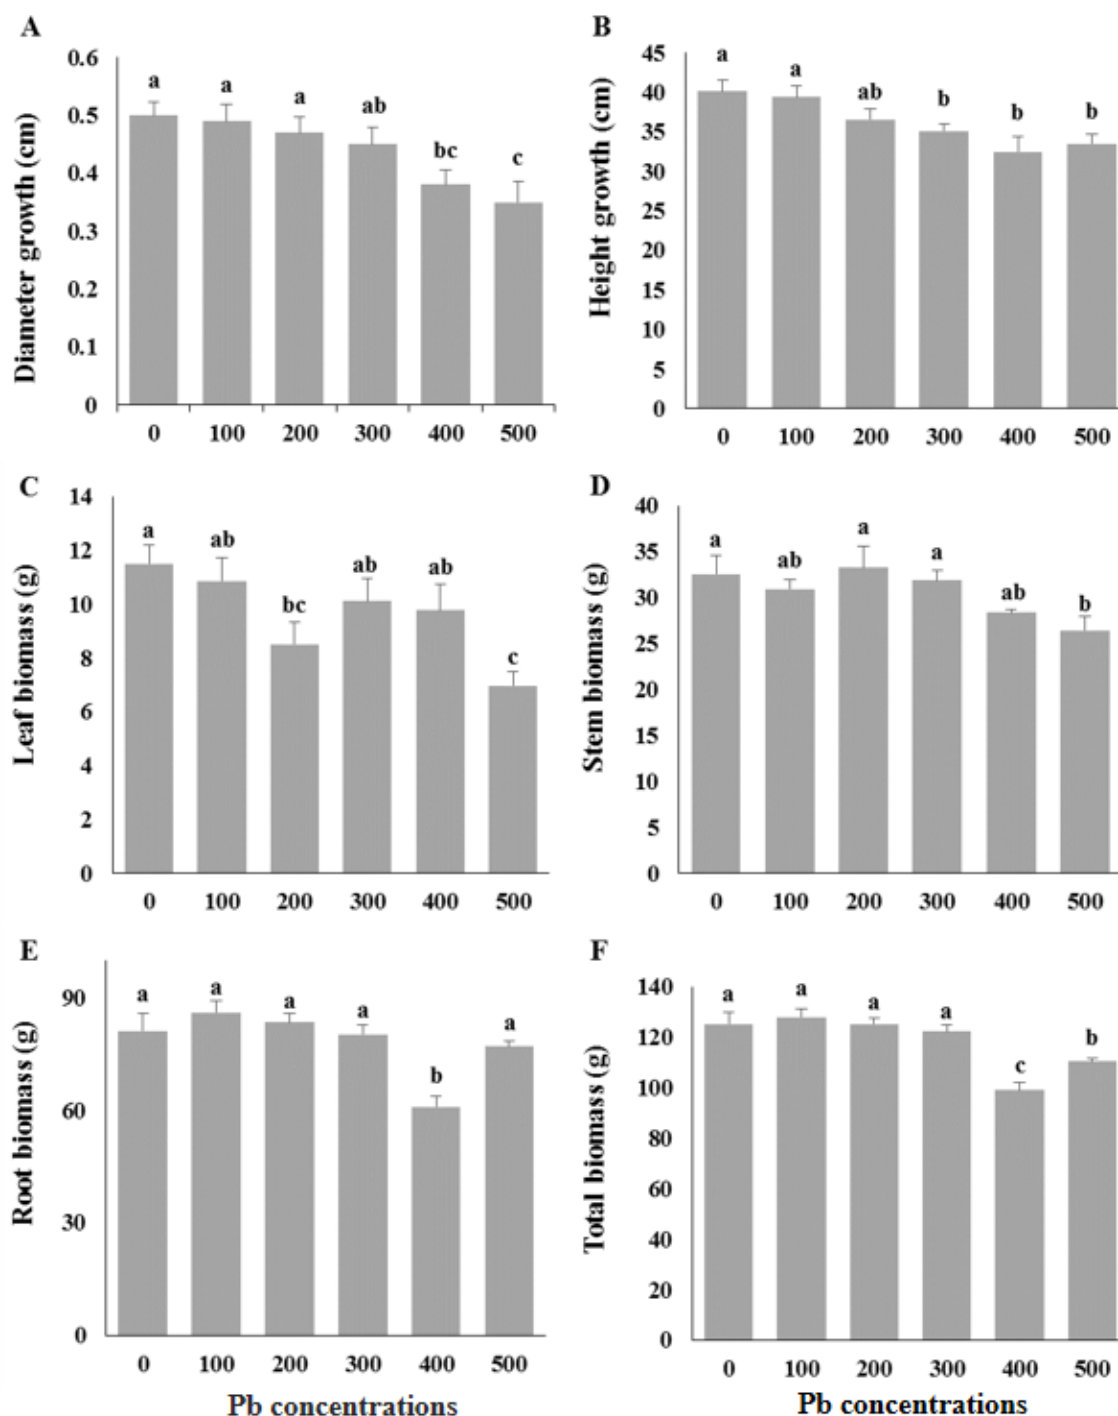 A
Diameter growth (cm)
0.6
0.5
0.4
0.3
0.2
0.1
0
a a a ab bc c
0 100 200 300 400 500
B
Height growth (cm)
45
40
35
30
25
20
15
10
5
0
a a ab b b b
0 100 200 300 400 500
C
Leaf biomass (g)
14
12
10
8
6
4
2
0
a ab bc ab ab c
0 100 200 300 400 500
D
Stem biomass (g)
40
35
30
25
20
15
10
5
0
a ab a a ab b
0 100 200 300 400 500
E
Root biomass (g)
90
60
30
0
a a a a b a
0 100 200 300 400 500
Pb concentrations
F
Total biomass (g)
140
120
100
80
60
40
20
0
a a a a c b
0 100 200 300 400 500
Pb concentrations